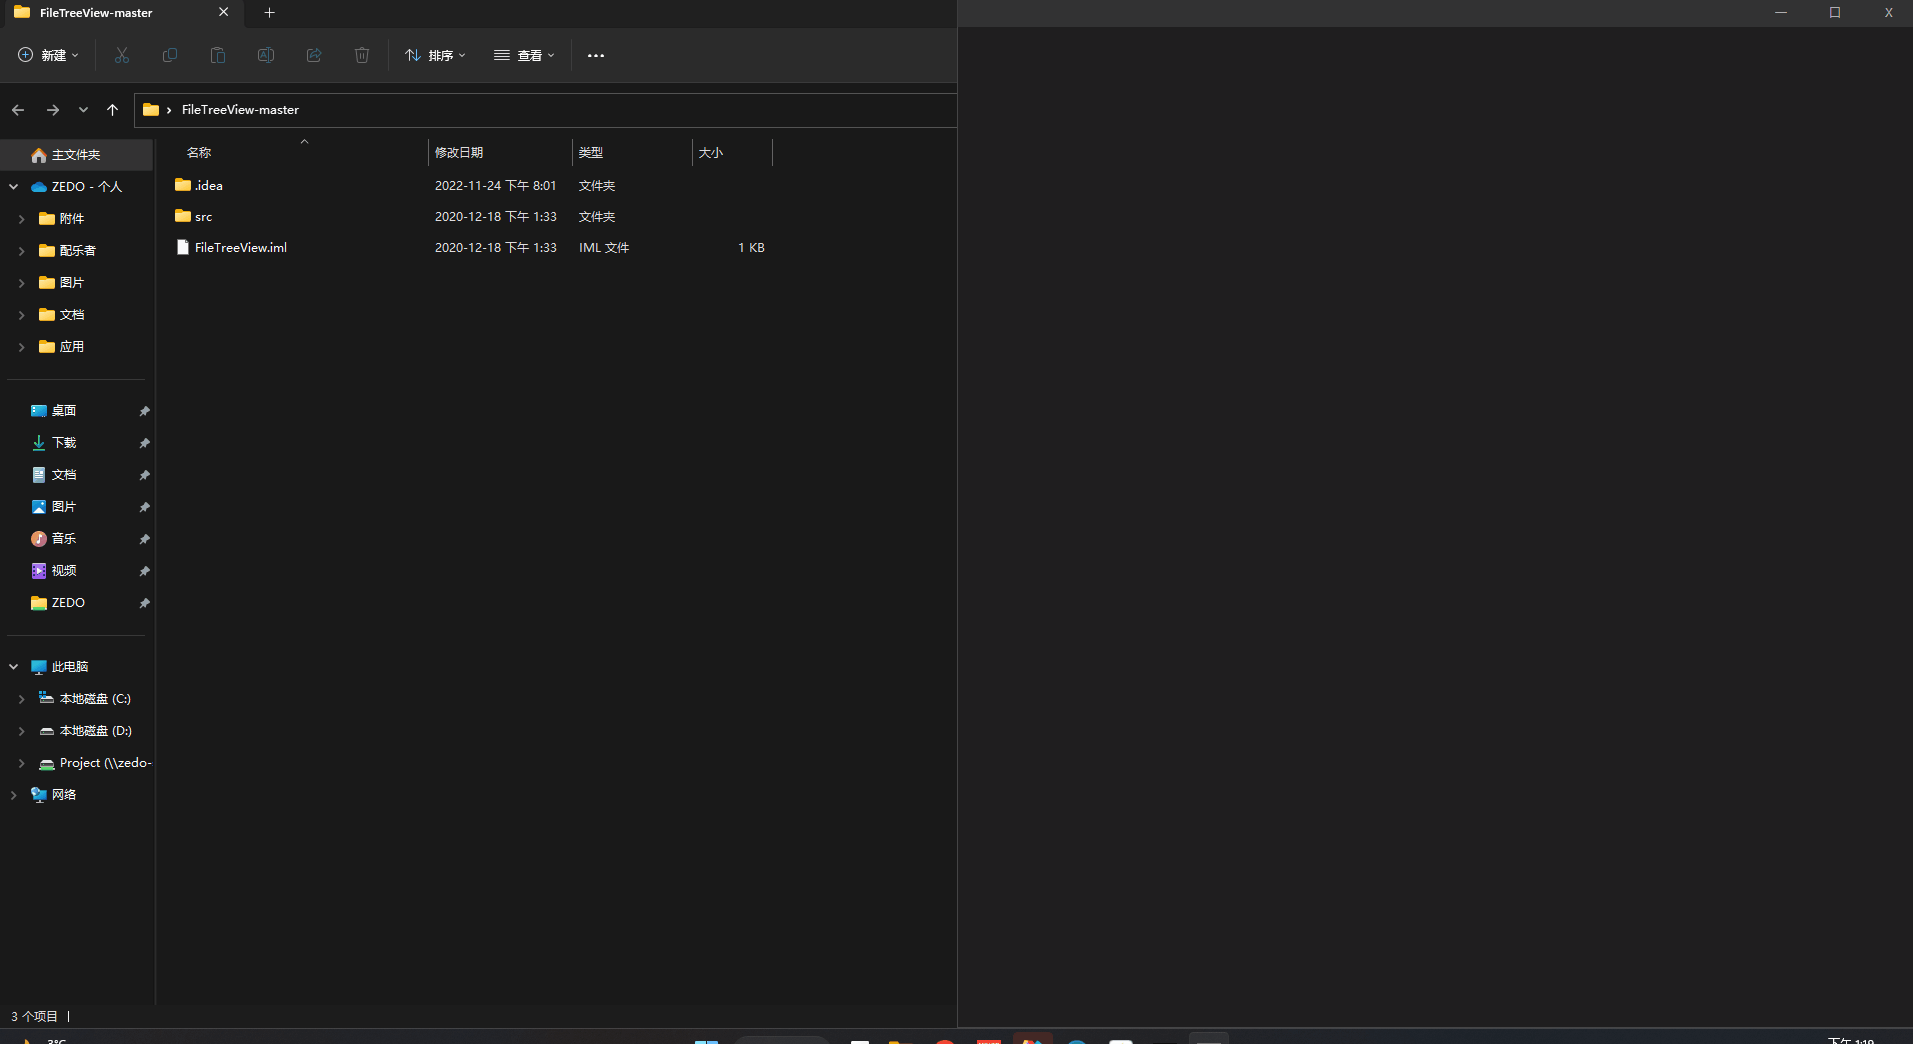 FileTreeView-master
新建
排序
查看
FileTreeView-master
名称 修改日期 类型 大小
.idea 2022-11-24 下午 8:01 文件夹
src 2020-12-18 下午 1:33 文件夹
FileTreeView.iml 2020-12-18 下午 1:33 IML 文件 1 KB
主文件夹
ZEDO - 个人
附件
配乐者
图片
文档
应用
桌面
下载
文档
图片
音乐
视频
ZEDO
此电脑
本地磁盘 (C:)
本地磁盘 (D:)
Project (\\zedo-
网络
3 个项目
3°C
下午 1:19